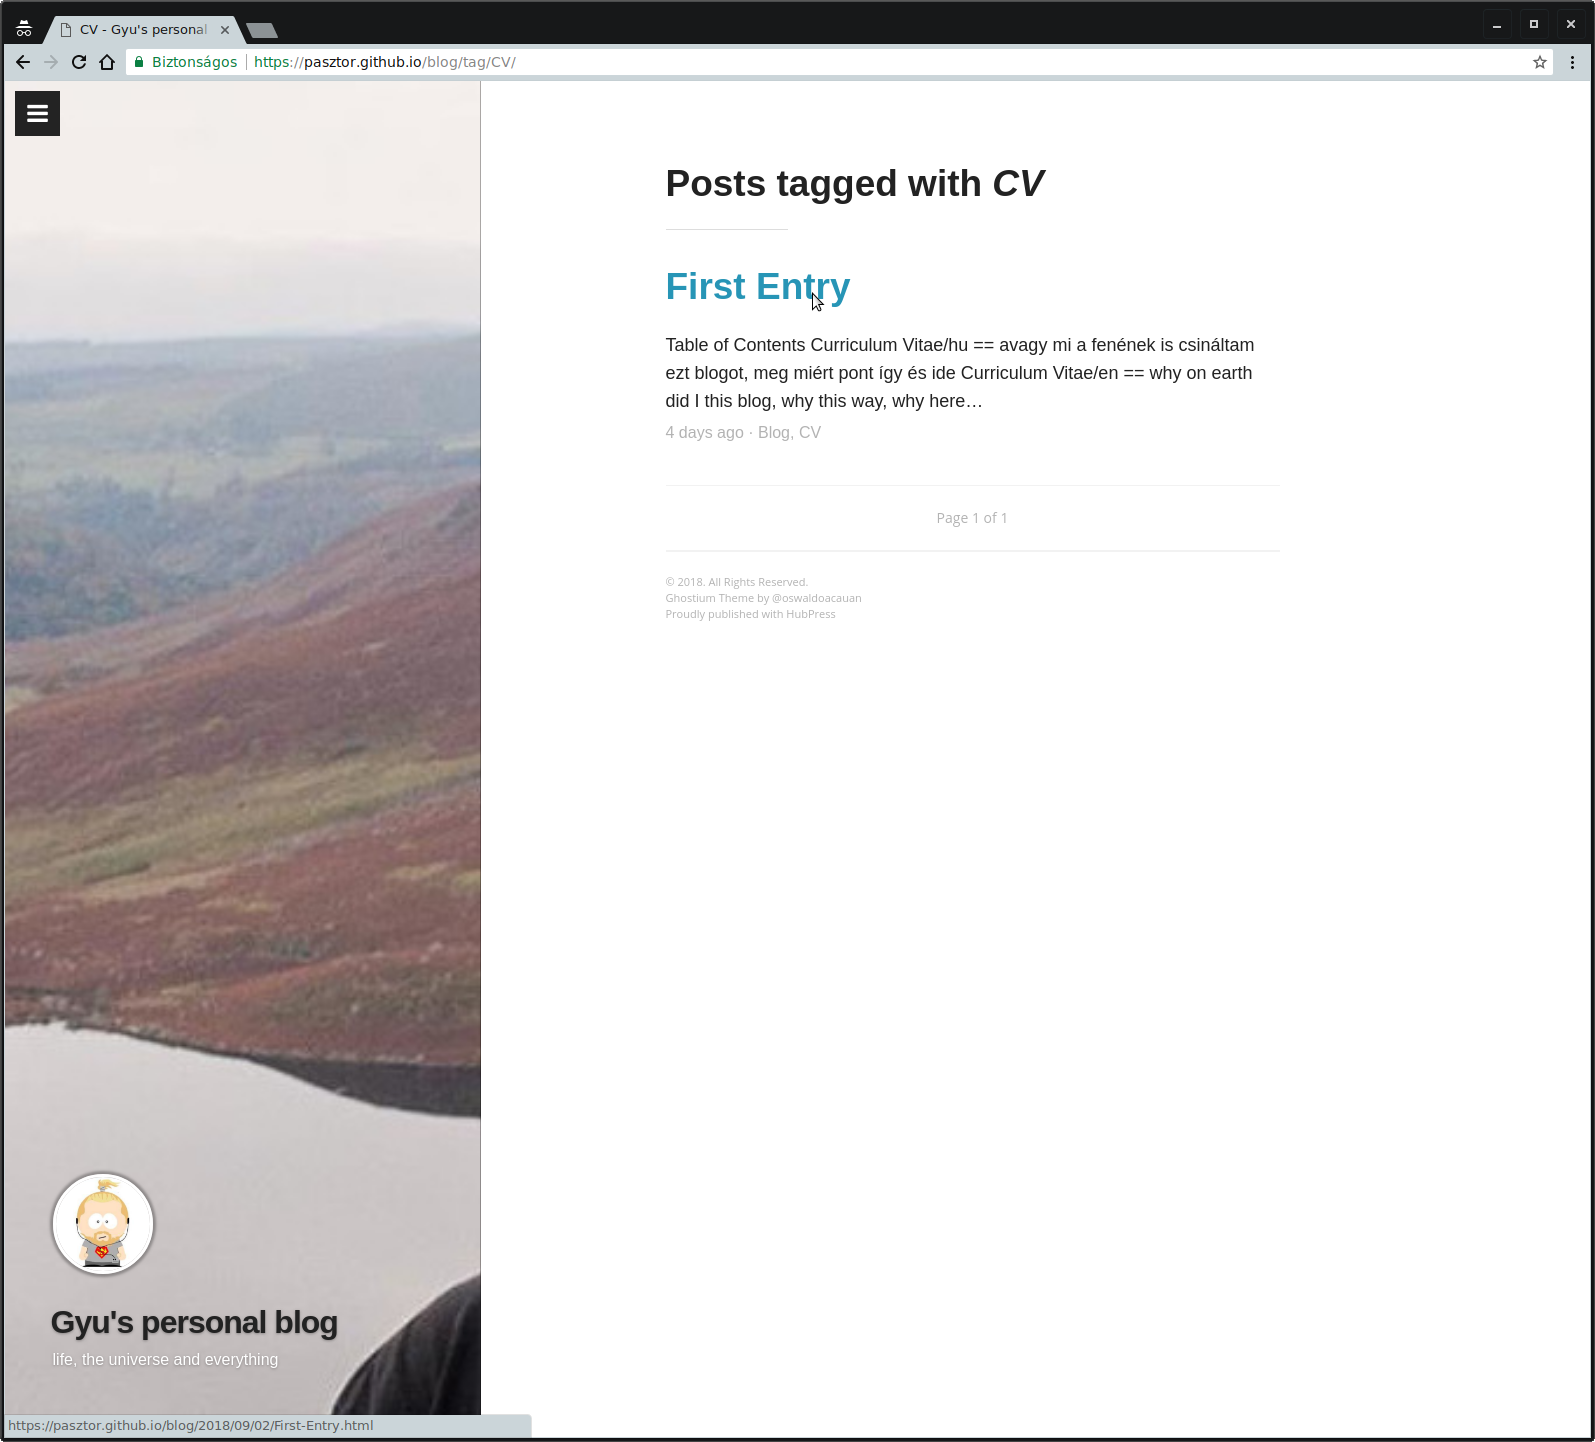 CV - Gyu's personal
Biztonságos
https://pasztor.github.io/blog/tag/CV/
Posts tagged with CV
First Entry
Table of Contents Curriculum Vitae/hu == avagy mi a fenének is csináltam
ezt blogot, meg miért pont így és ide Curriculum Vitae/en == why on earth
did I this blog, why this way, why here…
4 days ago · Blog, CV
Page 1 of 1
© 2018. All Rights Reserved.
Ghostium Theme by @oswaldoacauan
Proudly published with HubPress
Gyu's personal blog
life, the universe and everything
https://pasztor.github.io/blog/2018/09/02/First-Entry.html